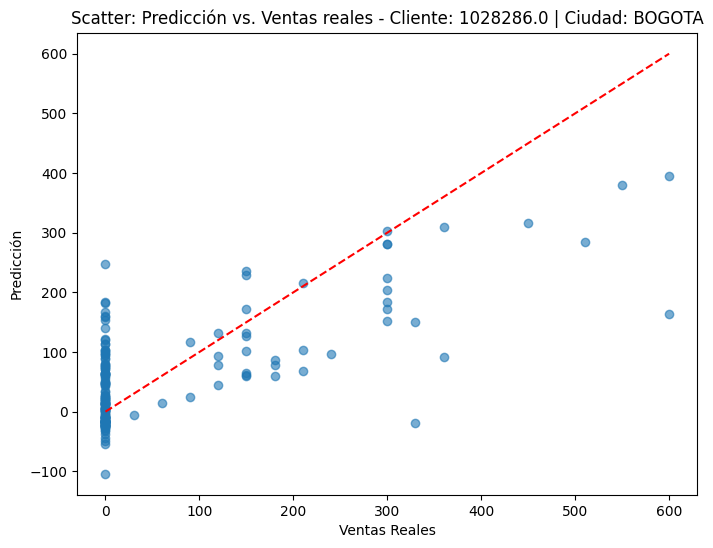 Scatter: Predicción vs. Ventas reales - Cliente: 1028286.0 | Ciudad: BOGOTA
600
500
400
300
200
100
0
−100
Predicción
0 100 200 300 400 500 600
Ventas Reales